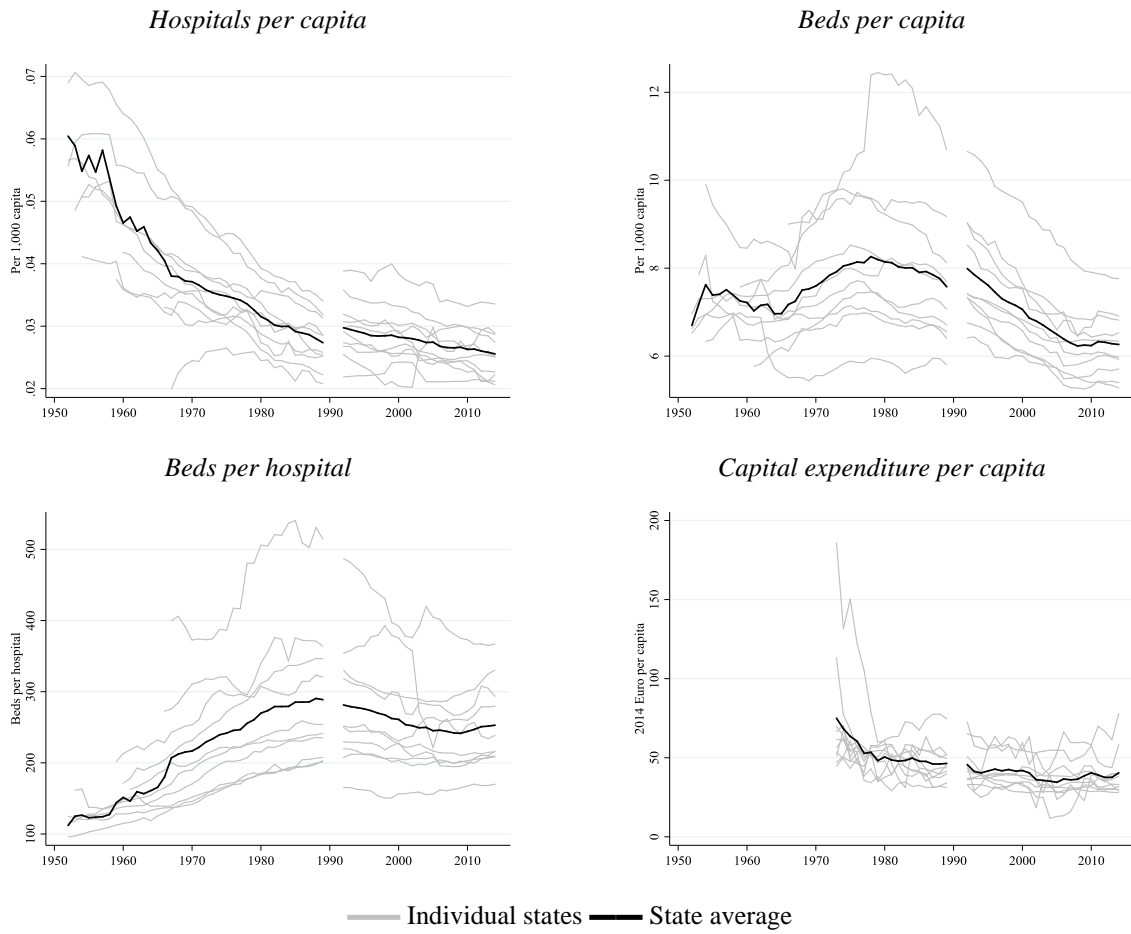 Hospitals per capita
Per 1,000 capita
.07
.06
.05
.04
.03
.02
1950 1960 1970 1980 1990 2000 2010
Beds per capita
Per 1,000 capita
12
10
8
6
1950 1960 1970 1980 1990 2000 2010
Beds per hospital
Beds per hospital
500
400
300
200
100
1950 1960 1970 1980 1990 2000 2010
Capital expenditure per capita
2014 Euro per capita
200
150
100
50
0
1950 1960 1970 1980 1990 2000 2010
Individual states State average